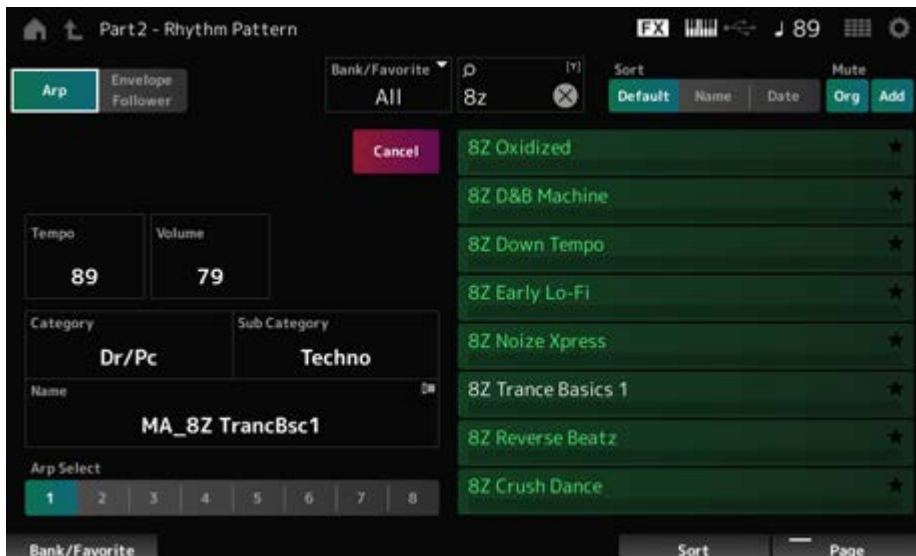 Part2 - Rhythm Pattern
FX
♩ 89
Arp
Envelope
Follower
Bank/Favorite
All
[Y]
8z
Sort
Default Name Date
Mute
Org Add
Cancel
8Z Oxidized
8Z D&B Machine
8Z Down Tempo
8Z Early Lo-Fi
8Z Noize Xpress
8Z Trance Basics 1
8Z Reverse Beatz
8Z Crush Dance
Tempo
89
Volume
79
Category
Dr/Pc
Sub Category
Techno
Name
MA_8Z TrancBsc1
Arp Select
1 2 3 4 5 6 7 8
Bank/Favorite
Sort
Page